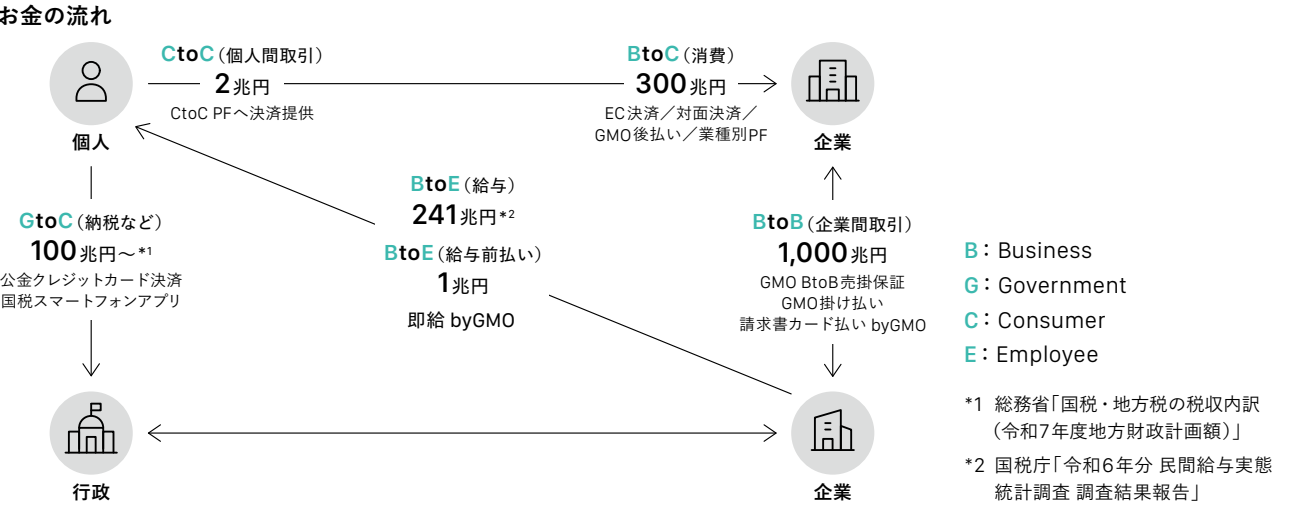 お金の流れ
CtoC(個人間取引)
2兆円
CtoC PFへ決済提供
BtoC(消費)
300兆円
EC決済/対面決済/
GMO後払い/業種別PF
個人
企業
BtoE(給与)
241兆円*2
BtoE(給与前払い)
1兆円
即給 byGMO
GtoC(納税など)
100兆円〜*1
公金クレジットカード決済
国税スマートフォンアプリ
BtoB(企業間取引)
1,000兆円
GMO BtoB売掛保証
GMO掛け払い
請求書カード払い byGMO
行政
企業
B:Business
G:Government
C:Consumer
E:Employee
*1 総務省「国税・地方税の税収内訳
(令和7年度地方財政計画額)」
*2 国税庁「令和6年分 民間給与実態
統計調査 調査結果報告」